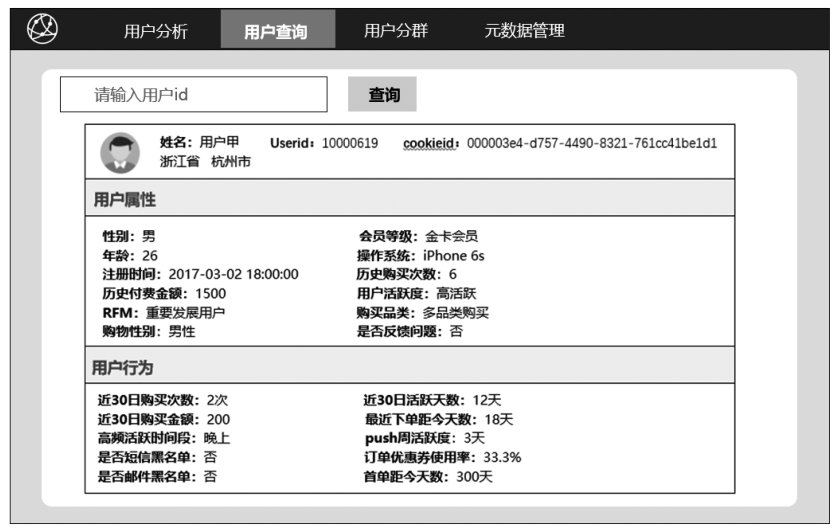 用户分析 用户查询 用户分群 元数据管理
请输入用户id 查询
姓名：用户甲 Userid：10000619 cookieid：000003e4-d757-4490-8321-761cc41be1d1
浙江省 杭州市
用户属性
性别：男 会员等级：金卡会员
年龄：26 操作系统：iPhone 6s
注册时间：2017-03-02 18:00:00 历史购买次数：6
历史付费金额：1500 用户活跃度：高活跃
RFM：重要发展用户 购买品类：多品类购买
购物性别：男性 是否反馈问题：否
用户行为
近30日购买次数：2次 近30日活跃天数：12天
近30日购买金额：200 最近下单距今天数：18天
高频活跃时间段：晚上 push周活跃度：3天
是否短信黑名单：否 订单优惠券使用率：33.3%
是否邮件黑名单：否 首单距今天数：300天